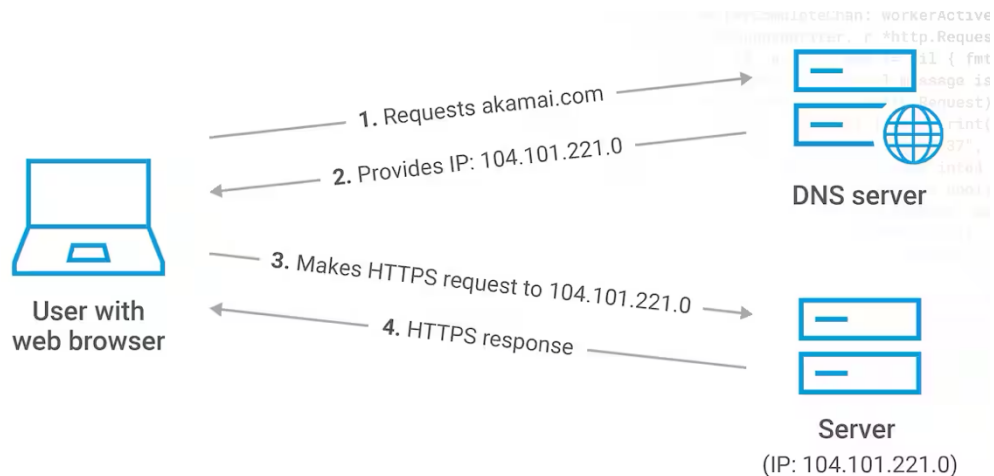 1. Requests akamai.com
2. Provides IP: 104.101.221.0
DNS server
3. Makes HTTPS request to 104.101.221.0
4. HTTPS response
User with
web browser
Server
(IP: 104.101.221.0)